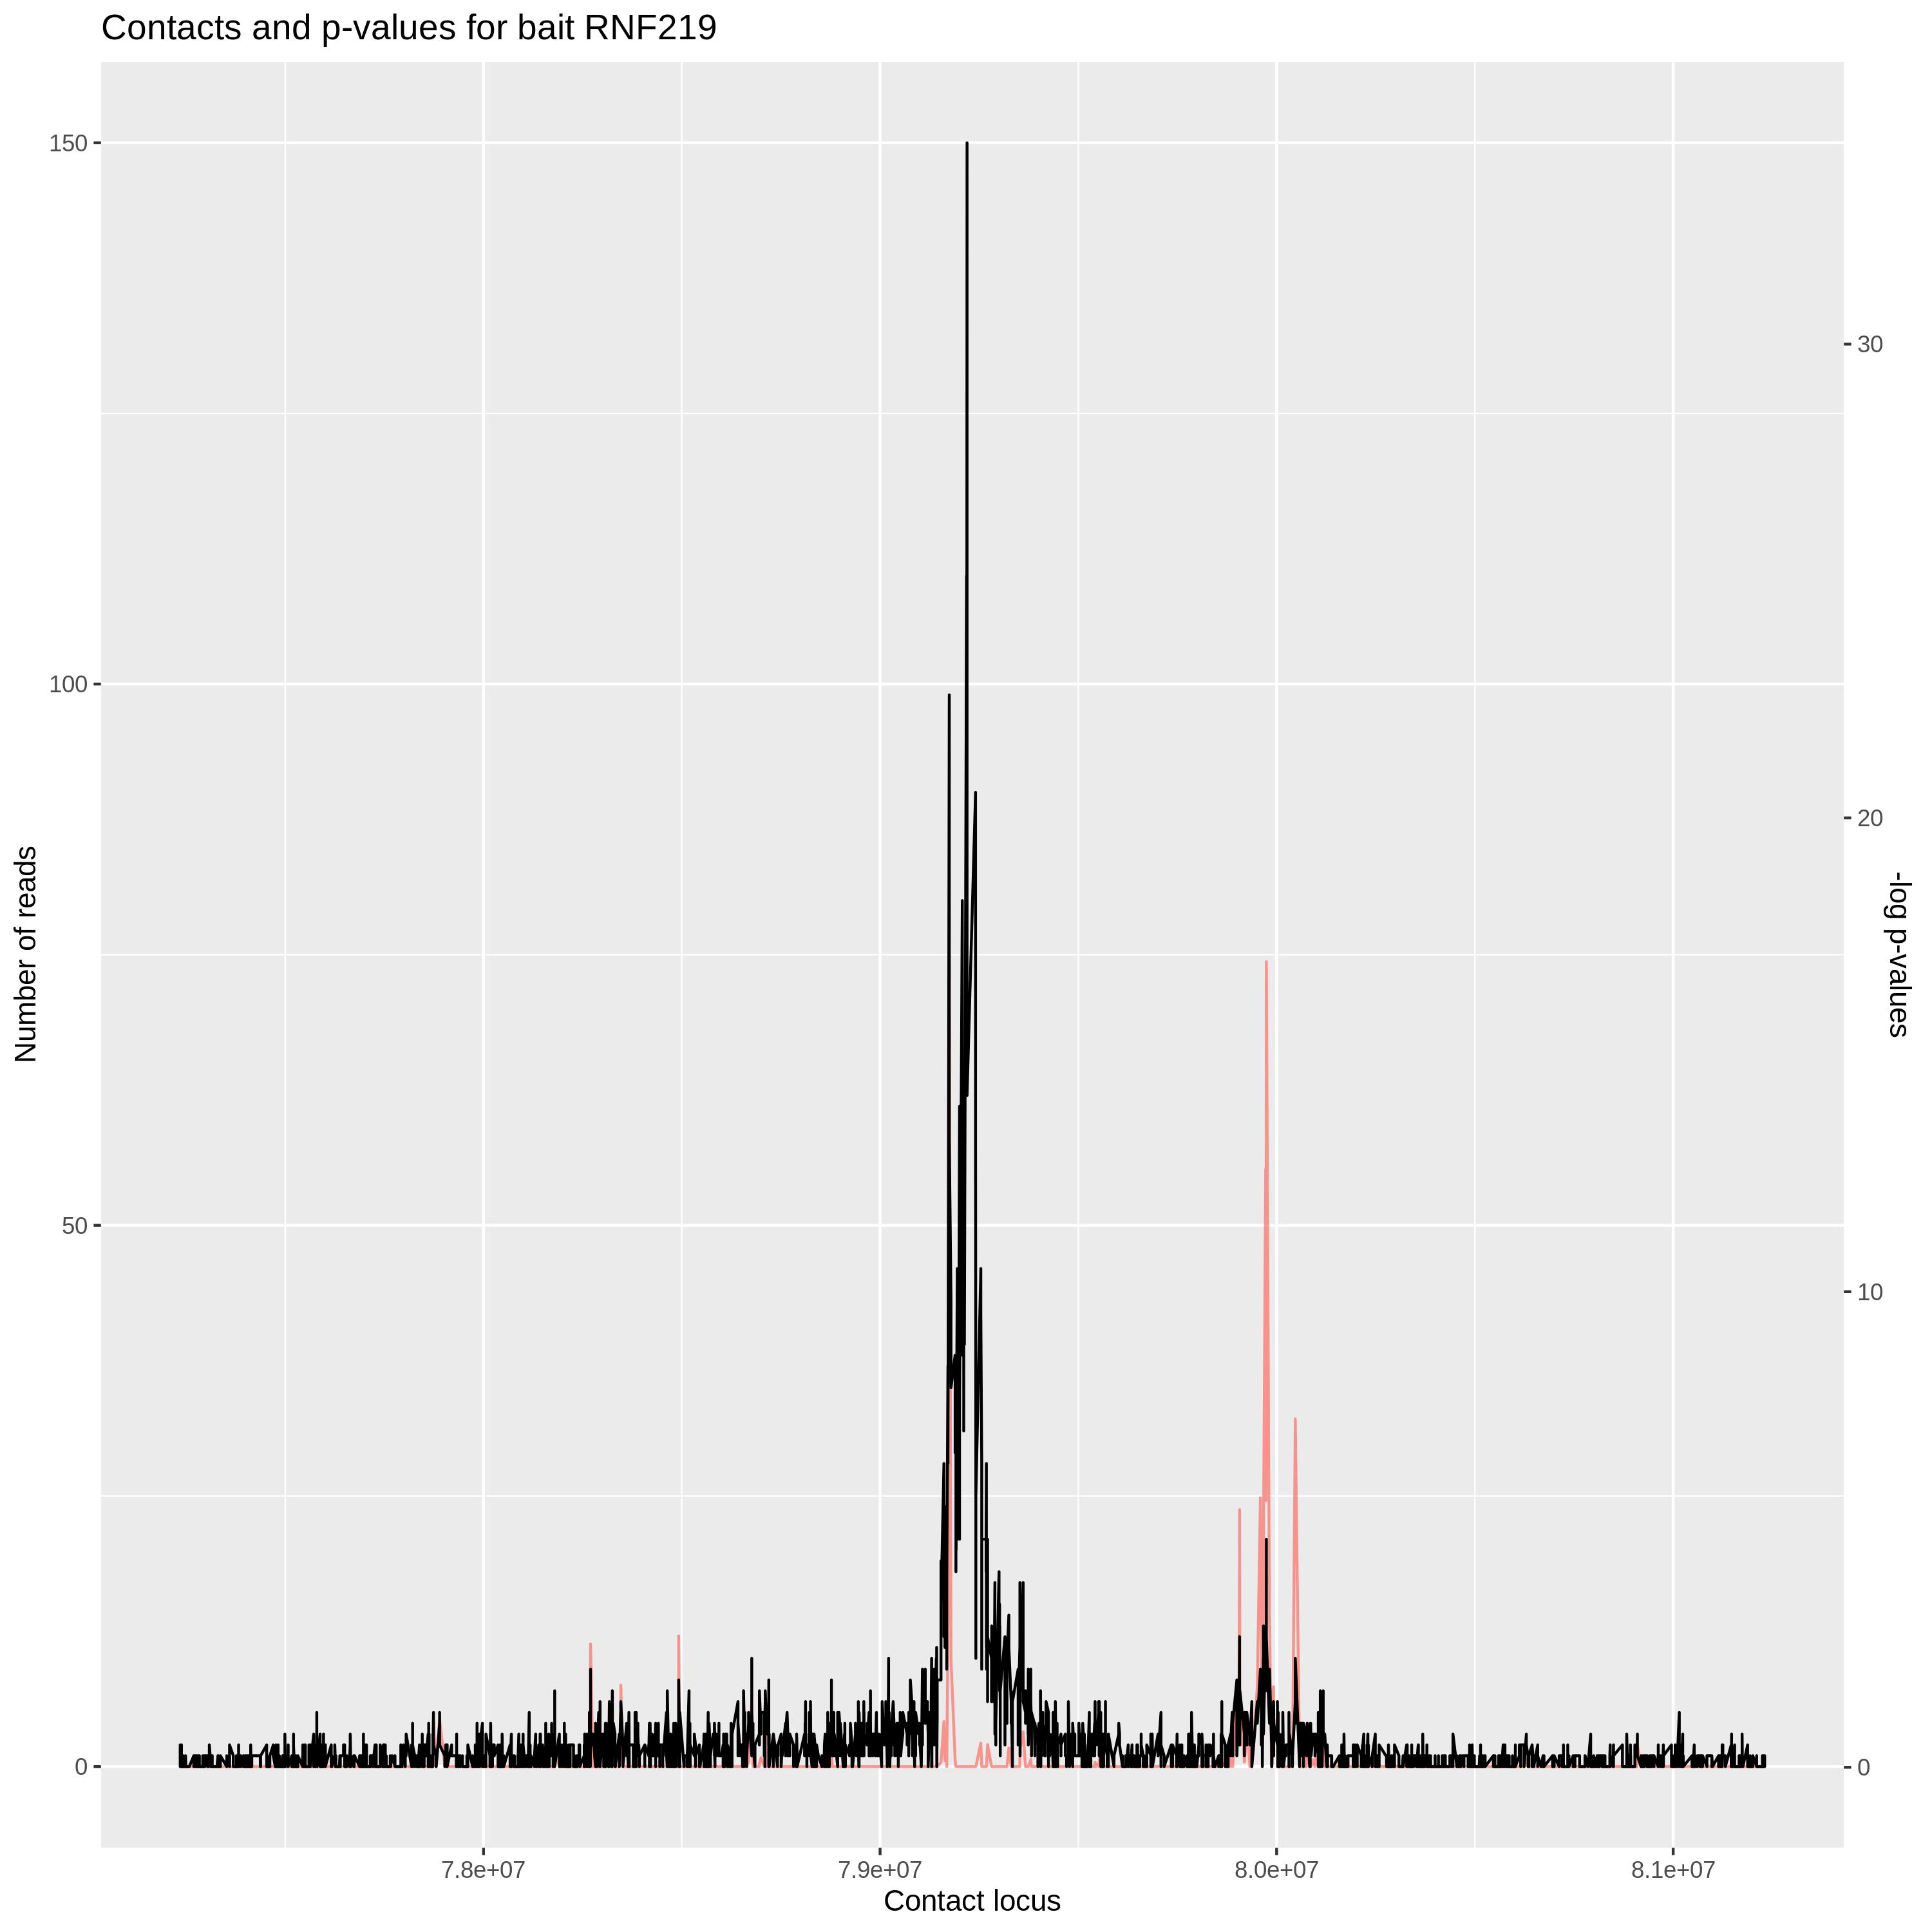 Contacts and p-values for bait RNF219
150
100
50
0
Number of reads
30
20
10
0
-log p-values
7.8e+07
7.9e+07
8.0e+07
8.1e+07
Contact locus